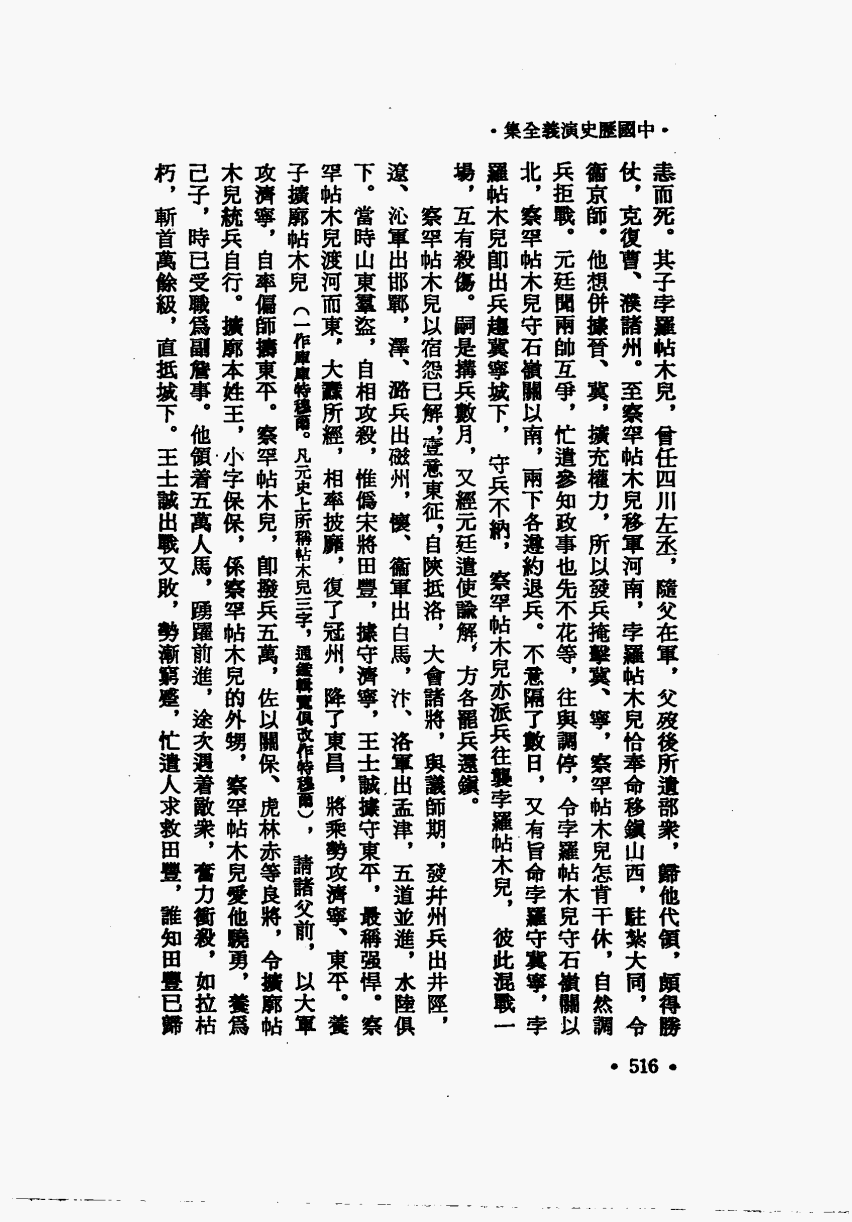 ·中國歷史演義全集·
恚而死。其子孛羅帖木兒，曾任四川左丞，隨父在軍，父歿後所遺部衆，歸他代領，頗得勝
仗，克復曹、濮諸州。至察罕帖木兒移軍河南，孛羅帖木兒恰奉命移鎭山西，駐紮大同，令
衞京師。他想併據晉、冀，擴充權力，所以發兵掩擊冀、寧，察罕帖木兒怎肯干休，自然調
兵拒戰。元廷聞兩帥互爭，忙遣參知政事也先不花等，往與調停，令孛羅帖木兒守石嶺關以
北，察罕帖木兒守石嶺關以南，兩下各遵約退兵。不意隔了數日，又有旨命孛羅守冀寧，孛
羅帖木兒卽出兵趨冀寧城下，守兵不納，察罕帖木兒亦派兵往襲孛羅帖木兒，彼此混戰一
場，互有殺傷。嗣是搆兵數月，又經元廷遣使諭解，方各罷兵還鎭。
察罕帖木兒以宿怨已解，壹意東征，自陝抵洛，大會諸將，與議師期，發幷州兵出井陘，
遼、沁軍出邯鄲，澤、潞兵出磁州，懷、衞軍出白馬，汴、洛軍出孟津，五道並進，水陸俱
下。當時山東羣盜，自相攻殺，惟僞宋將田豐，據守濟寧，王士誠據守東平，最稱强悍。察
罕帖木兒渡河而東，大纛所經，相率披靡，復了冠州，降了東昌，將乘勢攻濟寧、東平。養
子擴廓帖木兒（一作庫庫特穆爾。凡元史上所稱帖木兒三字，通鑑輯覽俱改作特穆爾），請諸父前，以大軍
攻濟寧，自率偏師擣東平。察罕帖木兒，卽撥兵五萬，佐以關保、虎林赤等良將，令擴廓帖
木兒統兵自行。擴廓本姓王，小字保保，係察罕帖木兒的外甥，察罕帖木兒愛他驍勇，養爲
己子，時已受職爲副詹事。他領着五萬人馬，踴躍前進，途次遇着敵衆，奮力衝殺，如拉枯
朽，斬首萬餘級，直抵城下。王士誠出戰又敗，勢漸窮蹙，忙遣人求救田豐，誰知田豐已歸
·516·